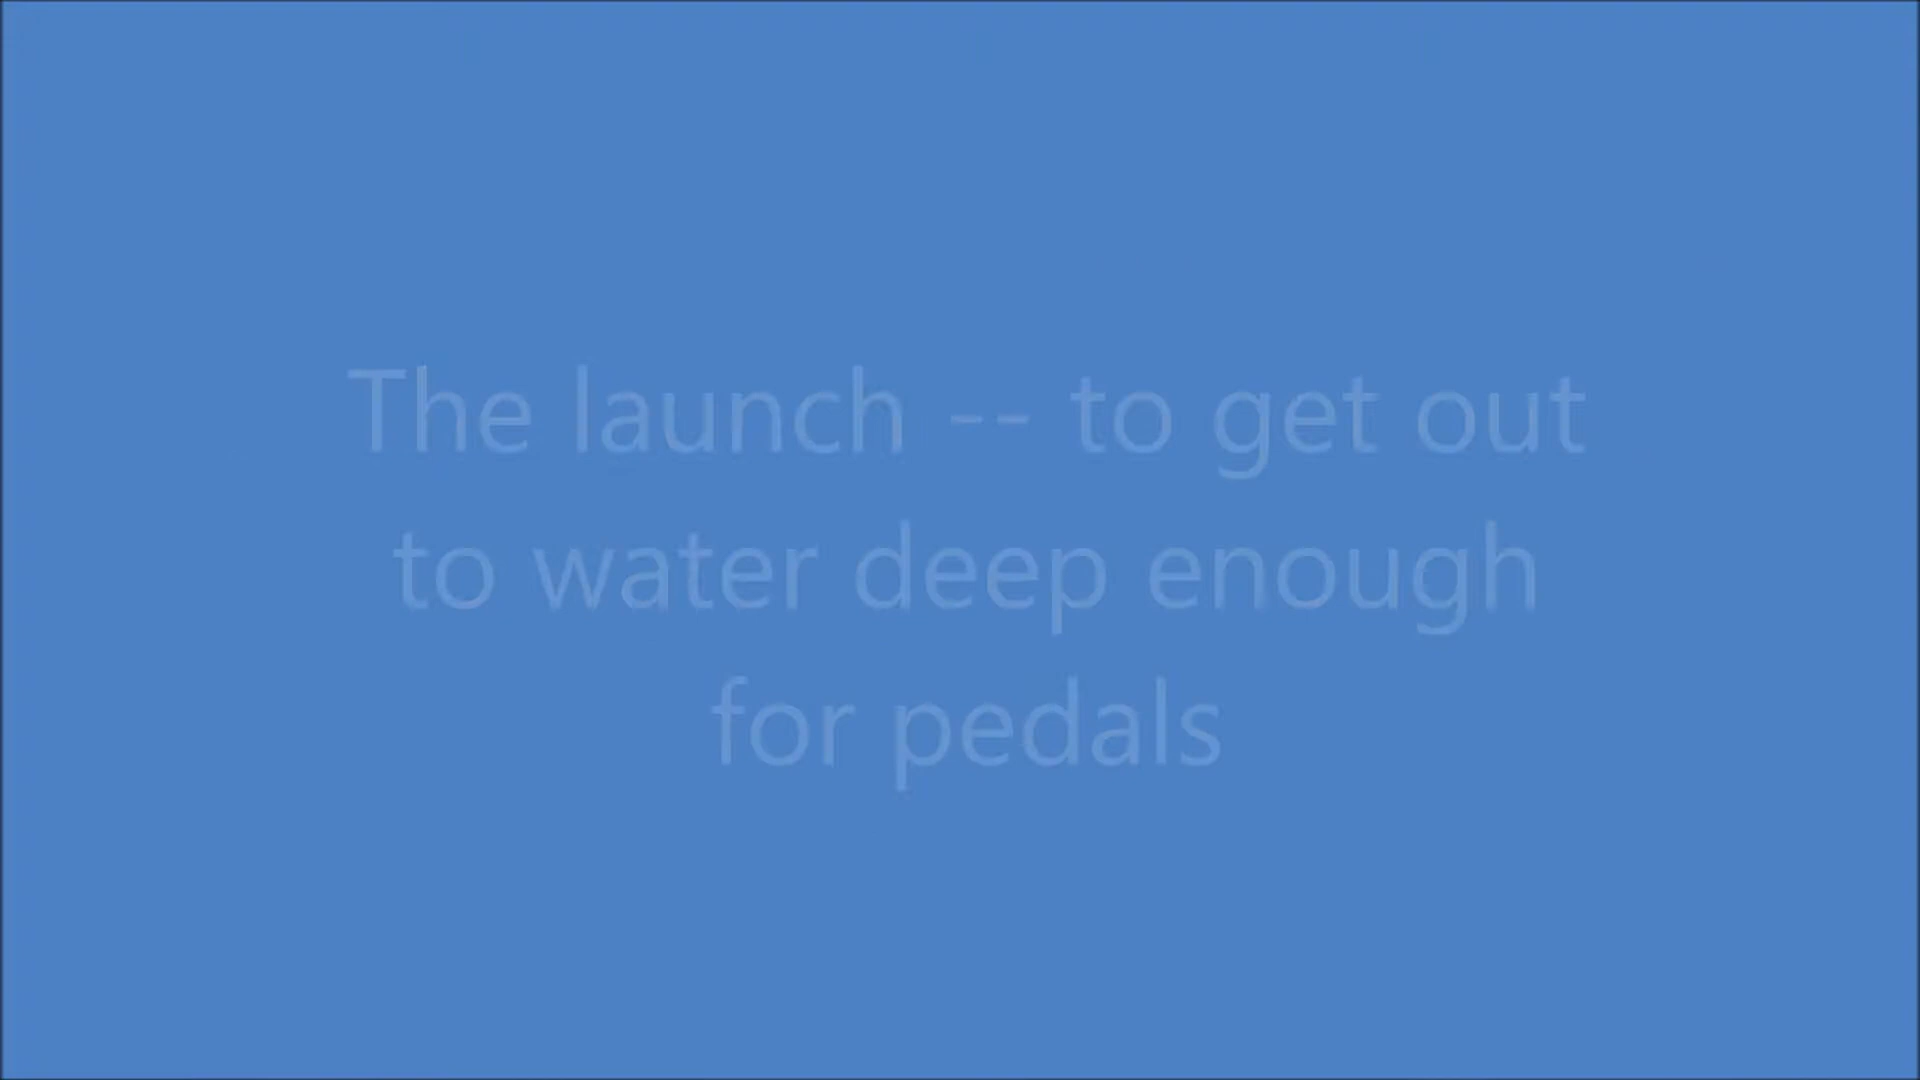 The launch -- to get out
to water deep enough
for pedals